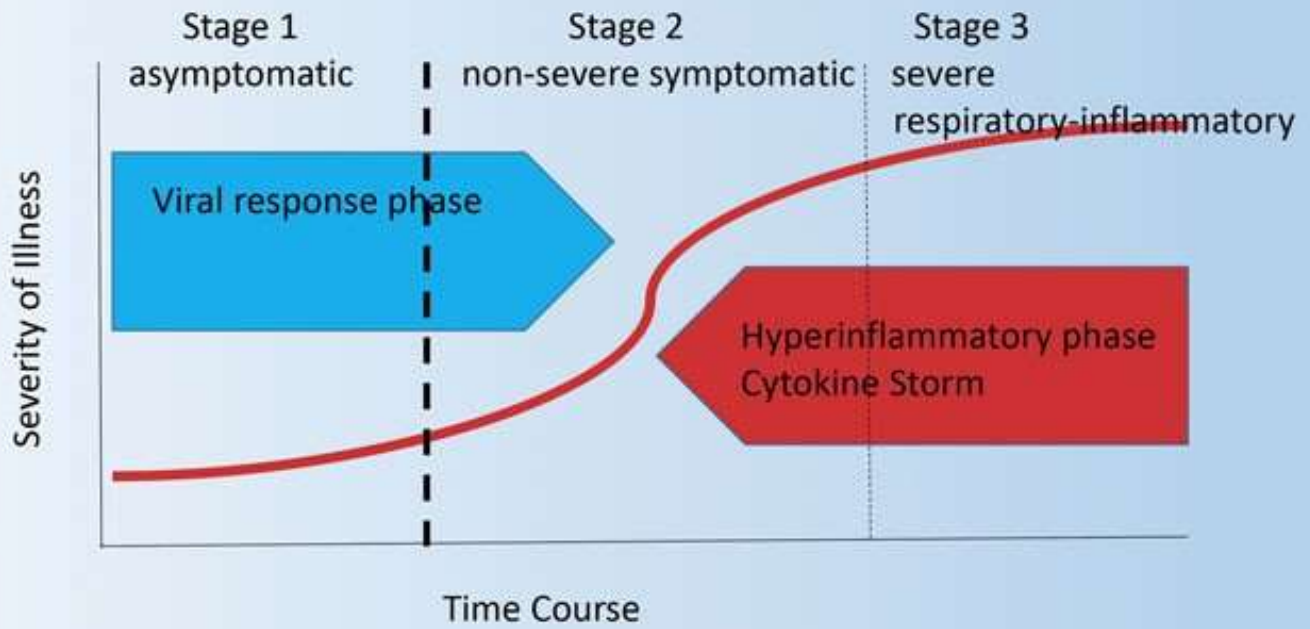 Stage 1
asymptomatic
Stage 2
non-severe symptomatic
Stage 3
severe
respiratory-inflammatory
Severity of Illness
Viral response phase
Hyperinflammatory phase
Cytokine Storm
Time Course